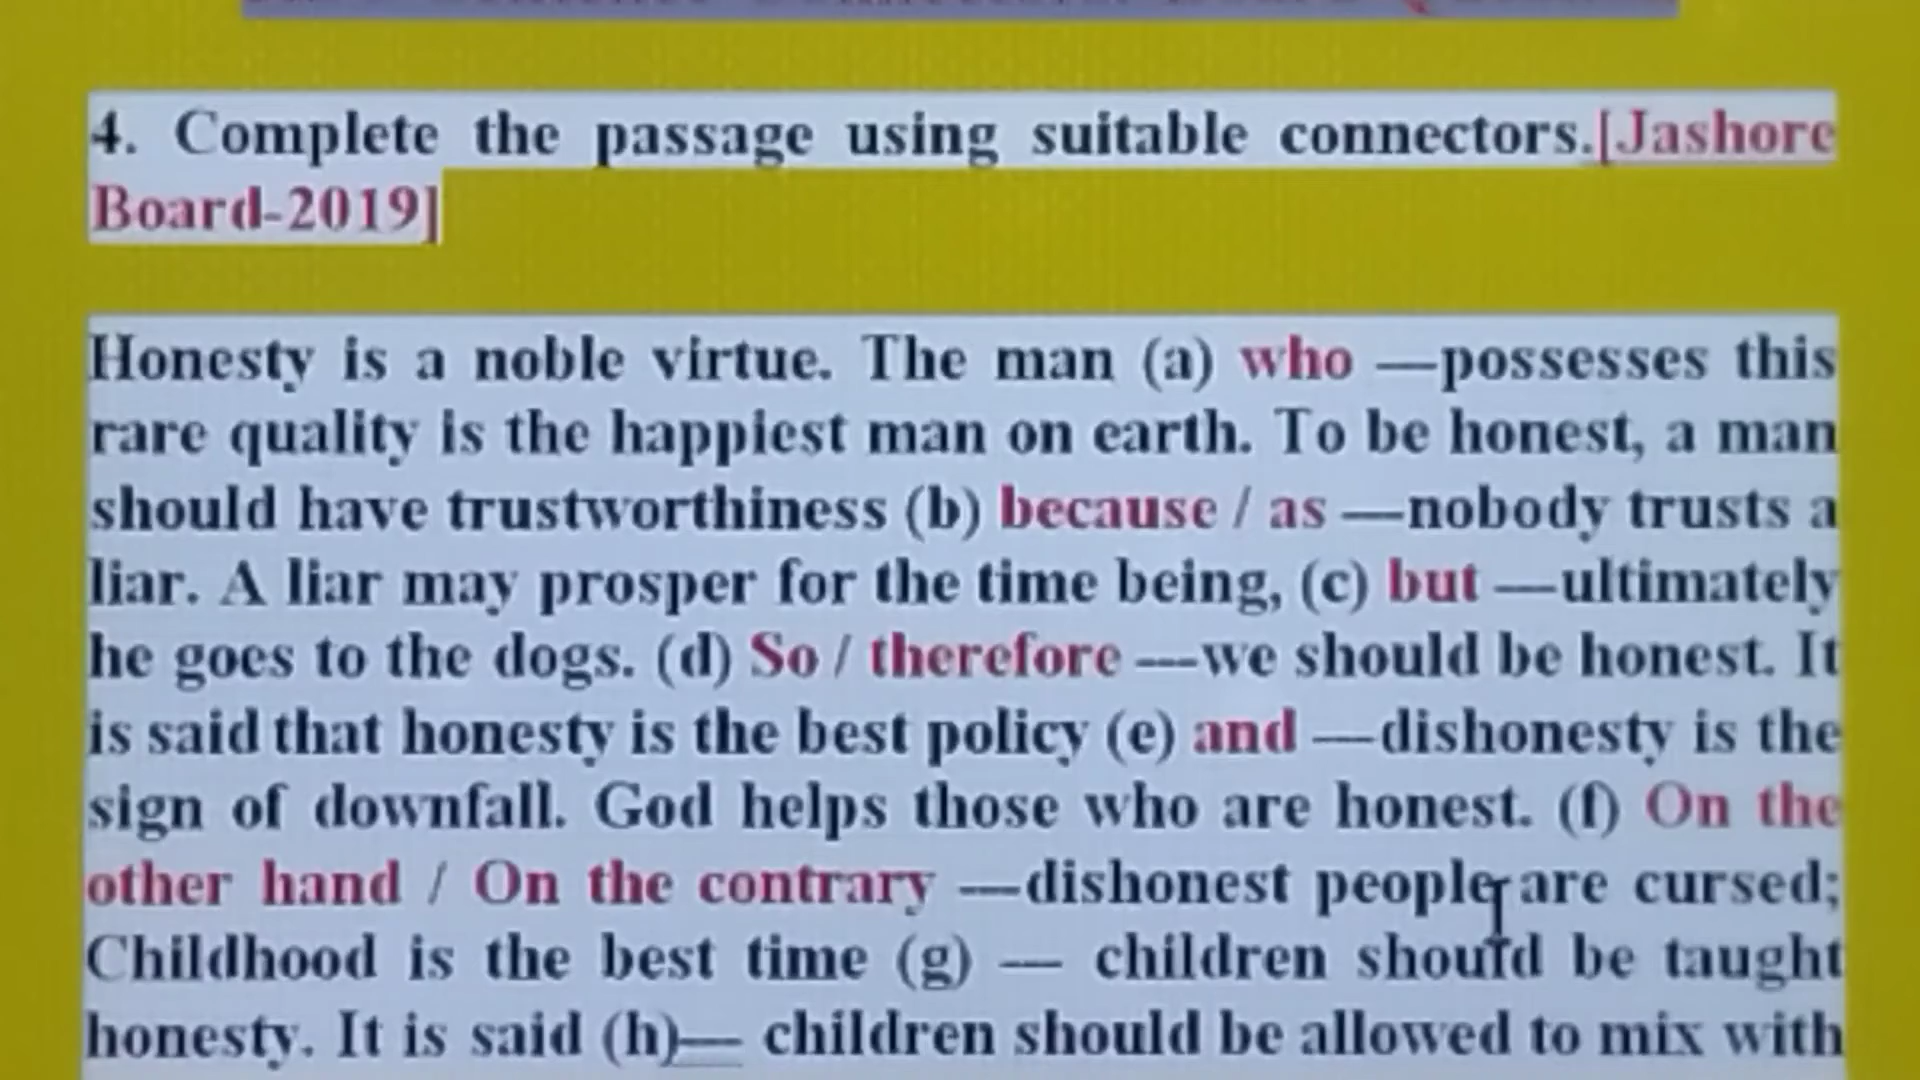 4. Complete the passage using suitable connectors.[Jashore
Board-2019]
Honesty is a noble virtue. The man (a) who —possesses this
rare quality is the happiest man on earth. To be honest, a man
should have trustworthiness (b) because / as —nobody trusts a
liar. A liar may prosper for the time being, (c) but —ultimately
he goes to the dogs. (d) So / therefore —we should be honest. It
is said that honesty is the best policy (e) and —dishonesty is the
sign of downfall. God helps those who are honest. (f) On the
other hand / On the contrary —dishonest people are cursed;
Childhood is the best time (g) — children should be taught
honesty. It is said (h)— children should be allowed to mix with